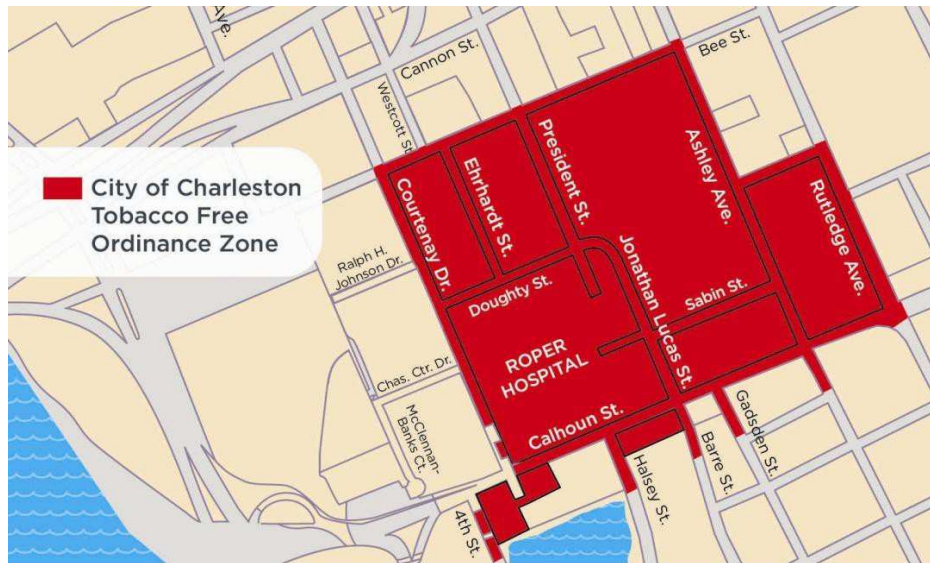 Ave.
Cannon St.
Bee St.
Westcott St.
City of Charleston
Tobacco Free
Ordinance Zone
Courtenay Dr.
Ehrhardt St.
President St.
Ashley Ave.
Rutledge Ave.
Ralph H.
Johnson Dr.
Doughty St.
Jonathan Lucas St.
Sabin St.
ROPER
HOSPITAL
Chas. Ctr. Dr.
McClennan-
Banks Ct.
Calhoun St.
Gadsden St.
Barre St.
Halsey St.
4th St.